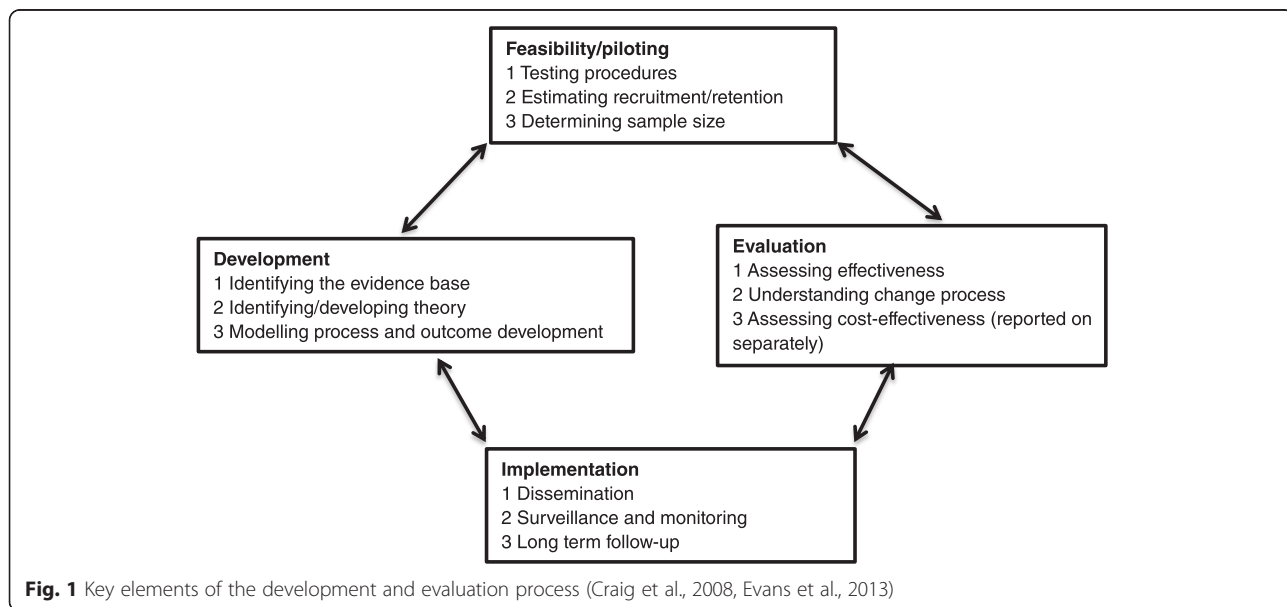 Feasibility/piloting
1 Testing procedures
2 Estimating recruitment/retention
3 Determining sample size
Development
1 Identifying the evidence base
2 Identifying/developing theory
3 Modelling process and outcome development
Evaluation
1 Assessing effectiveness
2 Understanding change process
3 Assessing cost-effectiveness (reported on
separately)
Implementation
1 Dissemination
2 Surveillance and monitoring
3 Long term follow-up
Fig. 1 Key elements of the development and evaluation process (Craig et al., 2008, Evans et al., 2013)